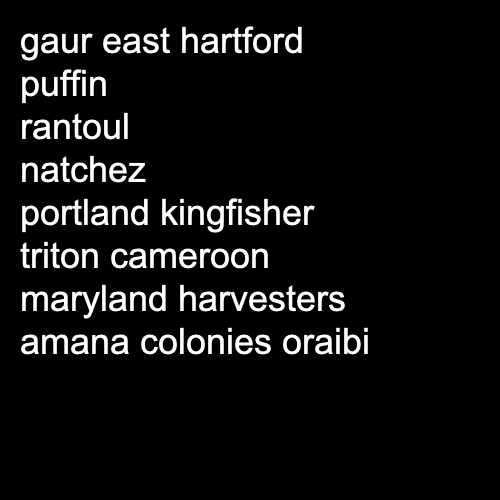 gaur east hartford
puffin
rantoul
natchez
portland kingfisher
triton cameroon
maryland harvesters
amana colonies oraibi